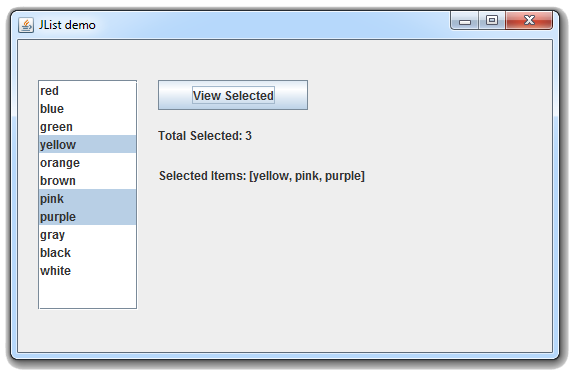 JList demo
red
blue
green
yellow
orange
brown
pink
purple
gray
black
white
View Selected
Total Selected: 3
Selected Items: [yellow, pink, purple]